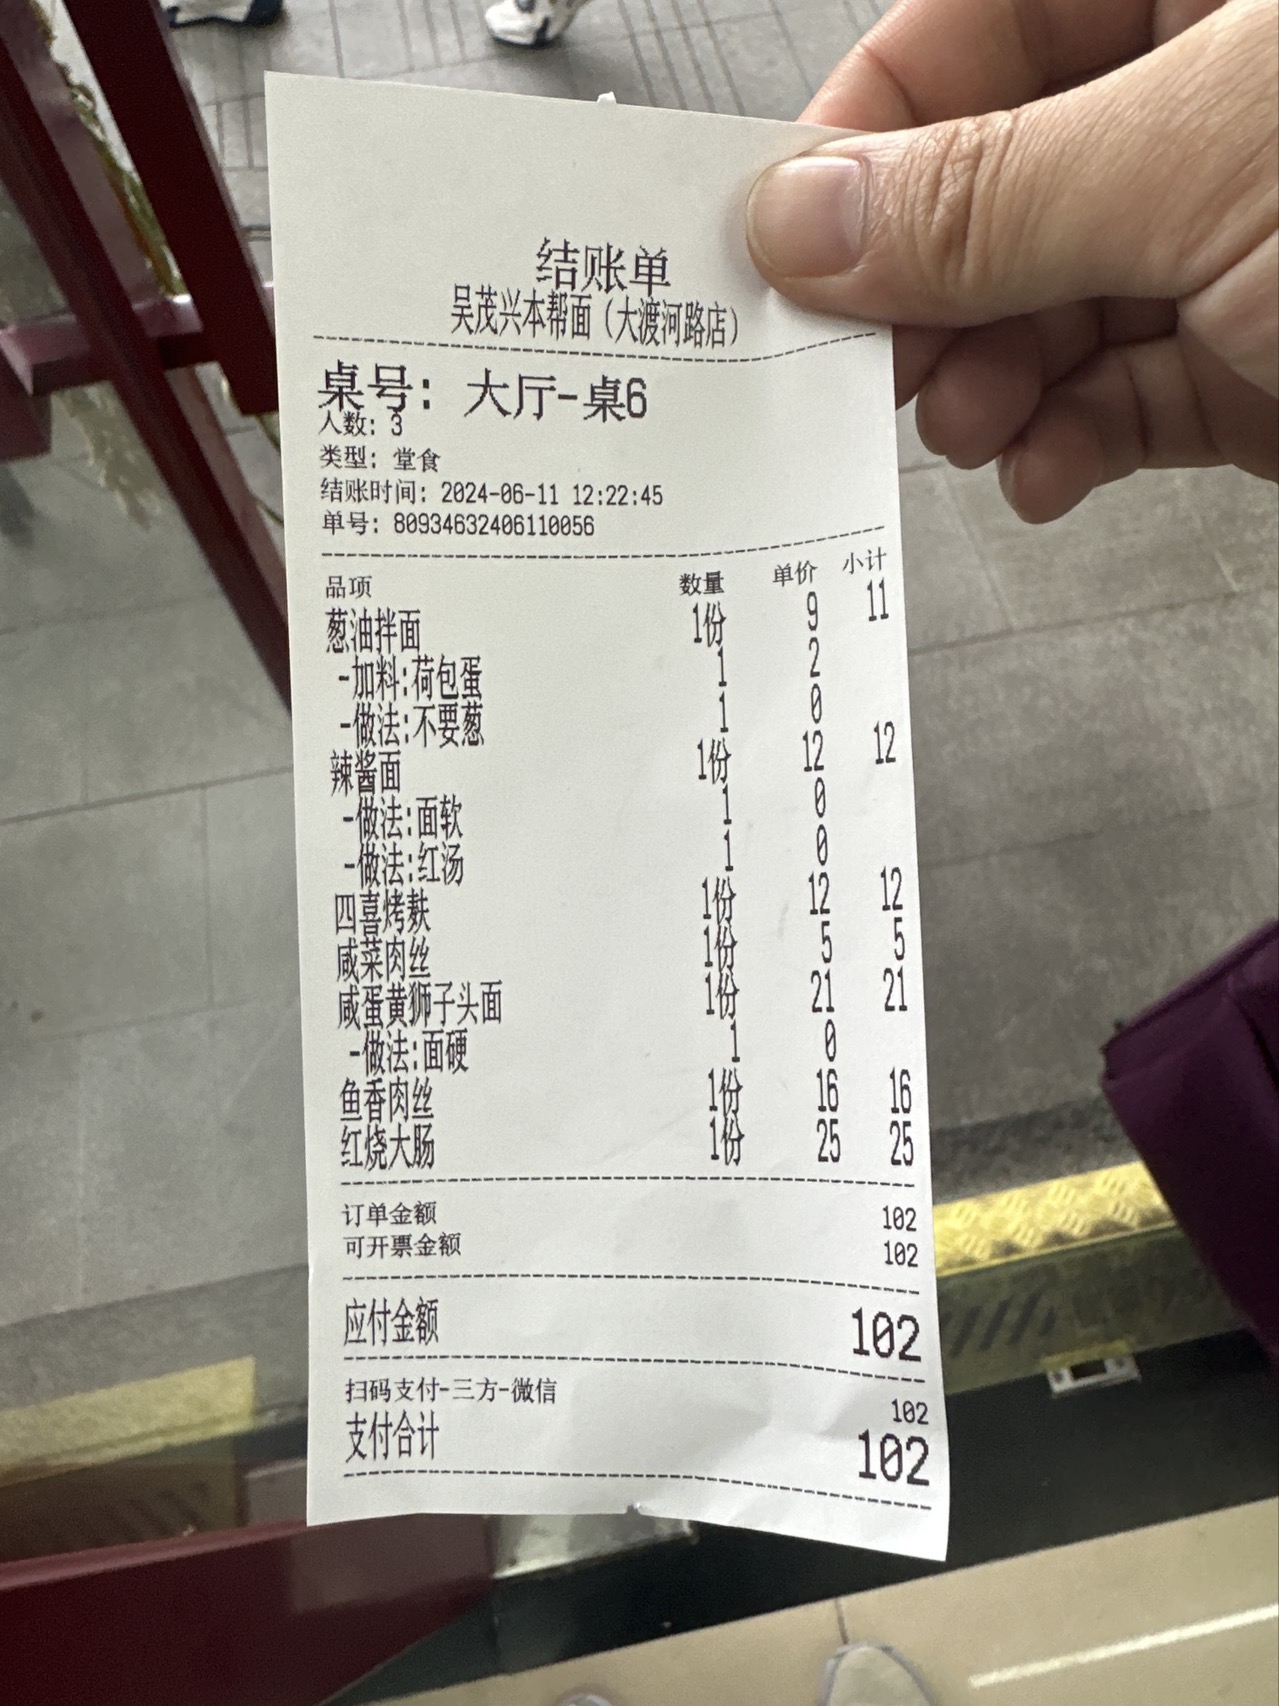 结账单
吴茂兴本帮面（大渡河路店）
桌号：大厅-桌6
人数：3
类型：堂食
结账时间：2024-06-11 12:22:45
单号：80934632406110056
品项 数量 单价 小计
葱油拌面 1份 9 11
-加料:荷包蛋 1 2
-做法:不要葱 1 0
辣酱面 1份 12 12
-做法:面软 1 0
-做法:红汤 1 0
四喜烤麸 1份 12 12
咸菜肉丝 1份 5 5
咸蛋黄狮子头面 1份 21 21
-做法:面硬 1 0
鱼香肉丝 1份 16 16
红烧大肠 1份 25 25
订单金额 102
可开票金额 102
应付金额 102
扫码支付-三方-微信 102
支付合计 102